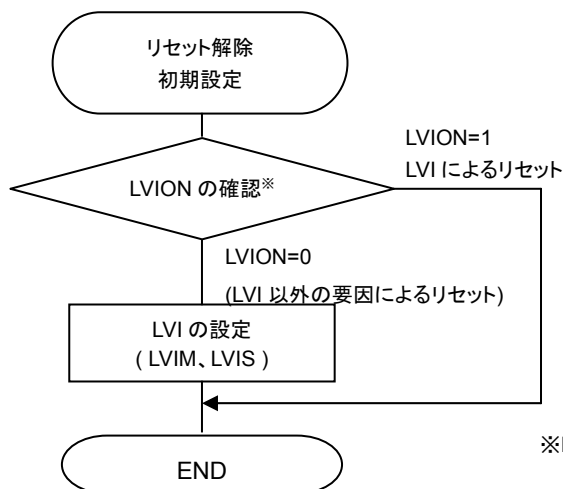 リセット解除
初期設定
LVION の確認※
LVION=1
LVI によるリセット
LVION=0
(LVI 以外の要因によるリセット)
LVI の設定
( LVIM、LVIS )
END
※